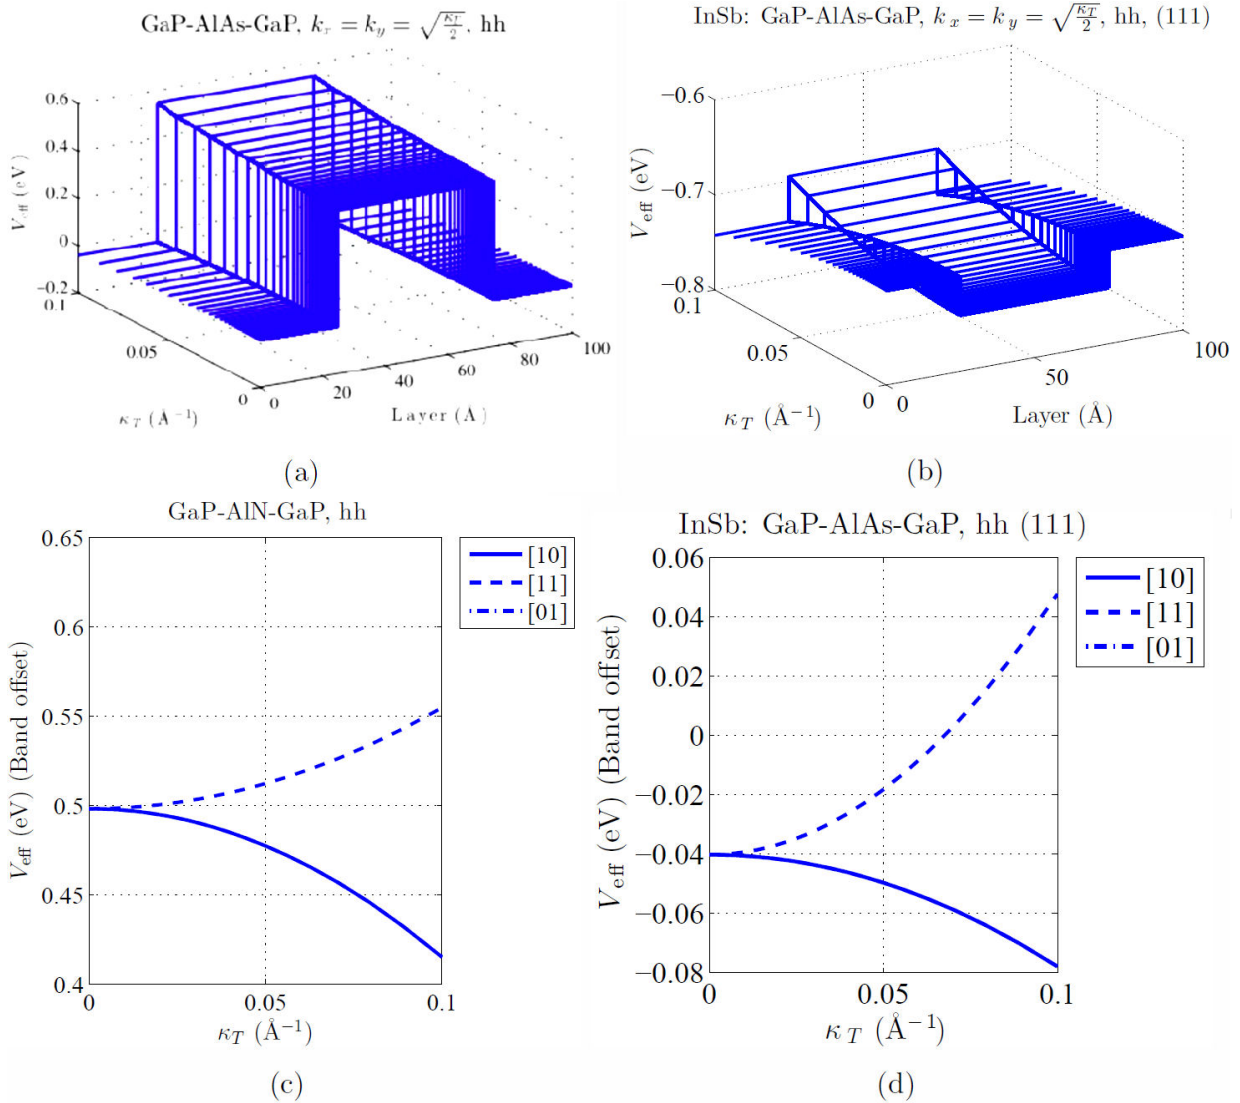 GaP-AlAs-GaP, k_x = k_y = √(κ_T/2), hh
0.6
0.4
0.2
0
−0.2
0.1
0.05
0
V_eff (eV)
κ_T (Å⁻¹)
0
20
40
60
80
100
Layer (Å)
(a)
InSb: GaP-AlAs-GaP, k_x = k_y = √(κ_T/2), hh, (111)
−0.6
−0.7
−0.8
0.1
0.05
0
V_eff (eV)
κ_T (Å⁻¹)
0
50
100
Layer (Å)
(b)
GaP-AlN-GaP, hh
0.65
0.6
0.55
0.5
0.45
0.4
V_eff (eV) (Band offset)
0
0.05
0.1
κ_T (Å⁻¹)
[10]
[11]
[01]
(c)
InSb: GaP-AlAs-GaP, hh (111)
0.06
0.04
0.02
0
−0.02
−0.04
−0.06
−0.08
V_eff (eV) (Band offset)
0
0.05
0.1
κ_T (Å⁻¹)
[10]
[11]
[01]
(d)